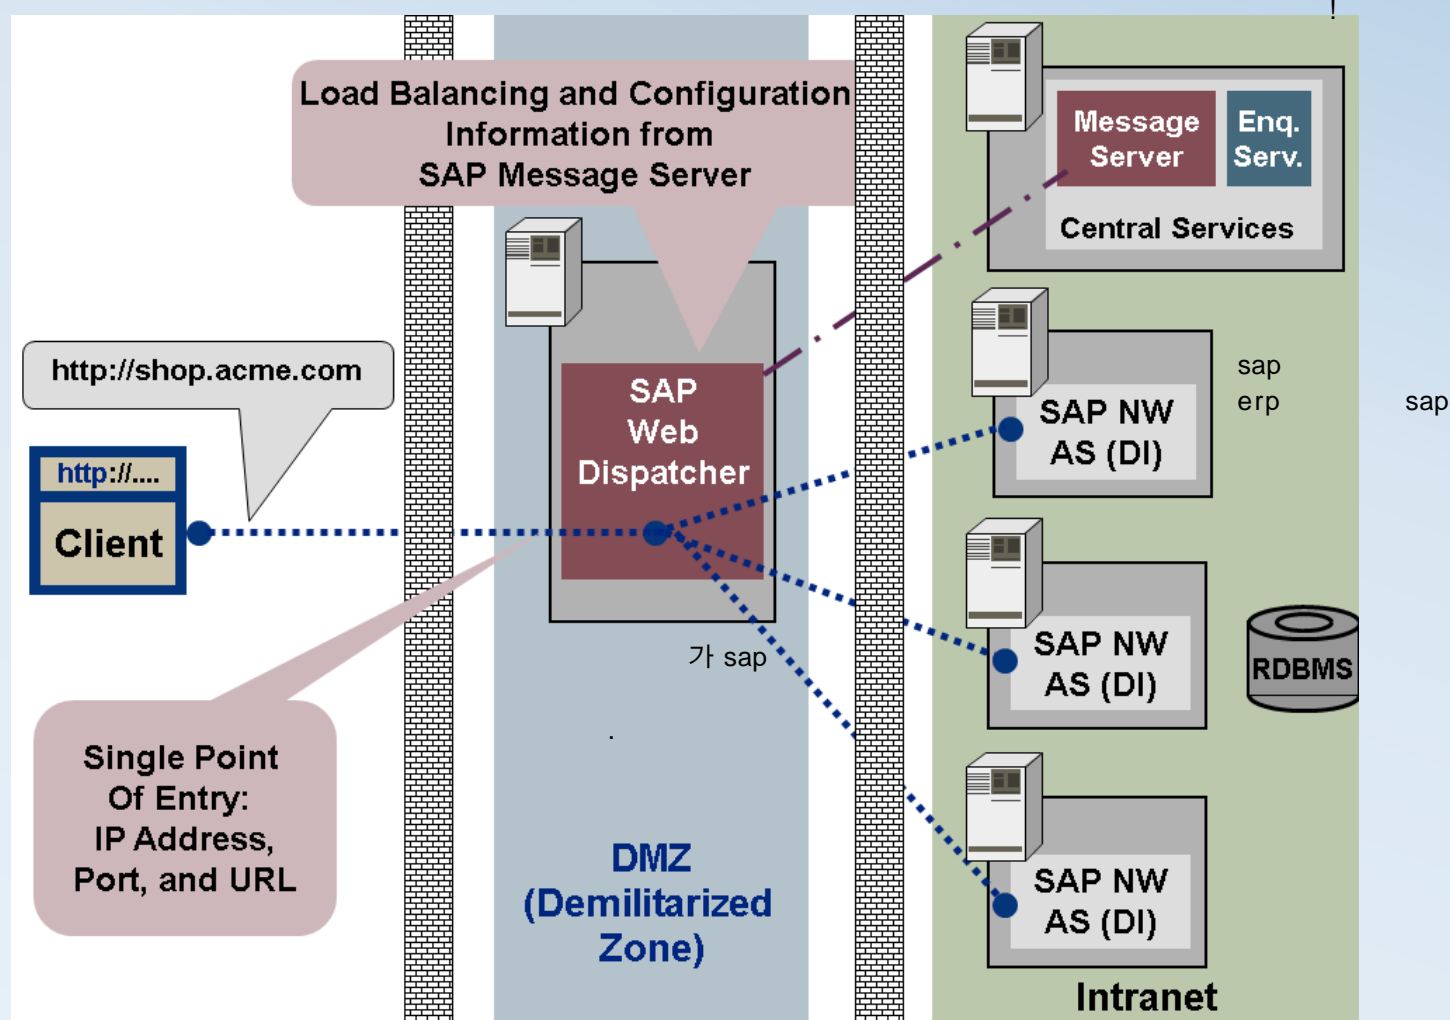 !
Load Balancing and Configuration
Information from
SAP Message Server
Message
Server
Enq.
Serv.
Central Services
http://shop.acme.com
http://....
Client
SAP
Web
Dispatcher
SAP NW
AS (DI)
sap
erp sap
SAP NW
AS (DI)
RDBMS
가 sap
.
Single Point
Of Entry:
IP Address,
Port, and URL
DMZ
(Demilitarized
Zone)
SAP NW
AS (DI)
Intranet